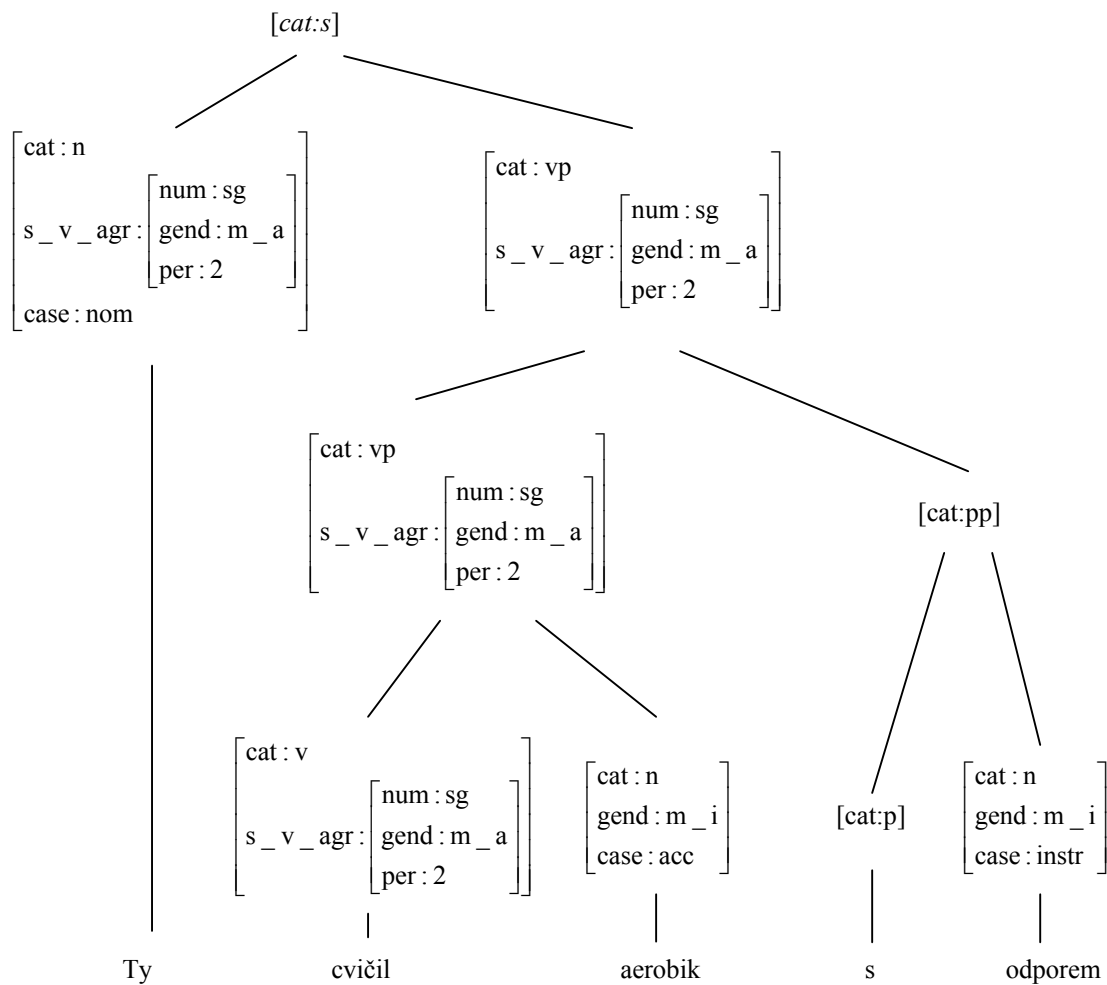 [cat:s]
cat : n
s _ v _ agr : num : sg
gend : m _ a
per : 2
case : nom
cat : vp
s _ v _ agr : num : sg
gend : m _ a
per : 2
cat : vp
s _ v _ agr : num : sg
gend : m _ a
per : 2
[cat:pp]
cat : v
s _ v _ agr : num : sg
gend : m _ a
per : 2
cat : n
gend : m _ i
case : acc
[cat:p]
cat : n
gend : m _ i
case : instr
Ty cvičil aerobik s odporem